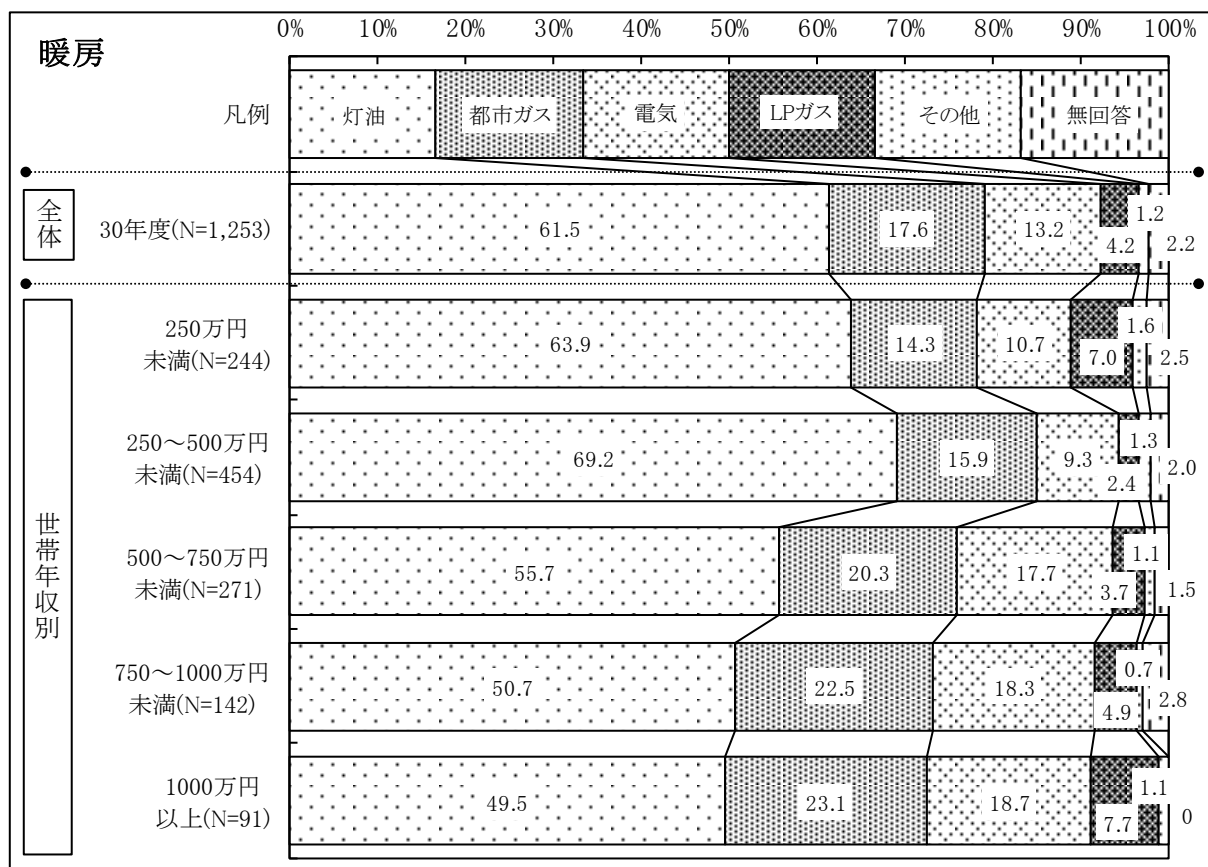 暖房
0% 10% 20% 30% 40% 50% 60% 70% 80% 90% 100%
凡例 灯油 都市ガス 電気 LPガス その他 無回答
全体
30年度(N=1,253) 61.5 17.6 13.2 4.2 1.2 2.2
世帯年収別
250万円
未満(N=244) 63.9 14.3 10.7 7.0 1.6 2.5
250～500万円
未満(N=454) 69.2 15.9 9.3 2.4 1.3 2.0
500～750万円
未満(N=271) 55.7 20.3 17.7 3.7 1.1 1.5
750～1000万円
未満(N=142) 50.7 22.5 18.3 4.9 0.7 2.8
1000万円
以上(N=91) 49.5 23.1 18.7 7.7 1.1 0